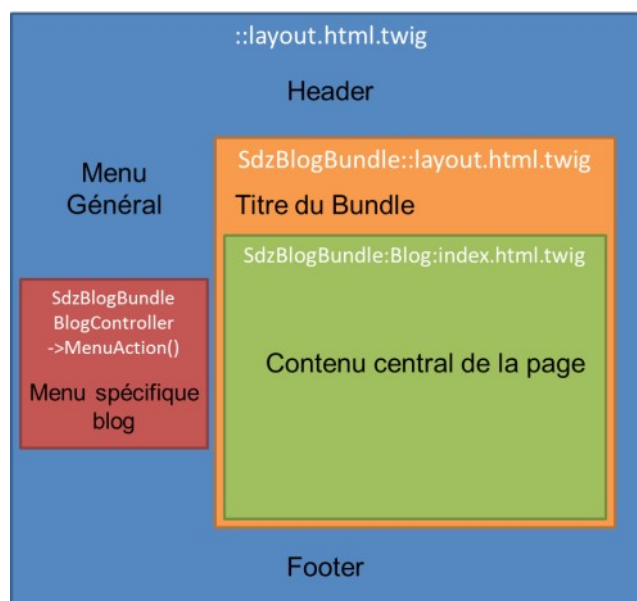 ::layout.html.twig
Header
Menu
Général
SdzBlogBundle::layout.html.twig
Titre du Bundle
SdzBlogBundle:Blog:index.html.twig
SdzBlogBundle
BlogController
->MenuAction()
Menu spécifique
blog
Contenu central de la page
Footer